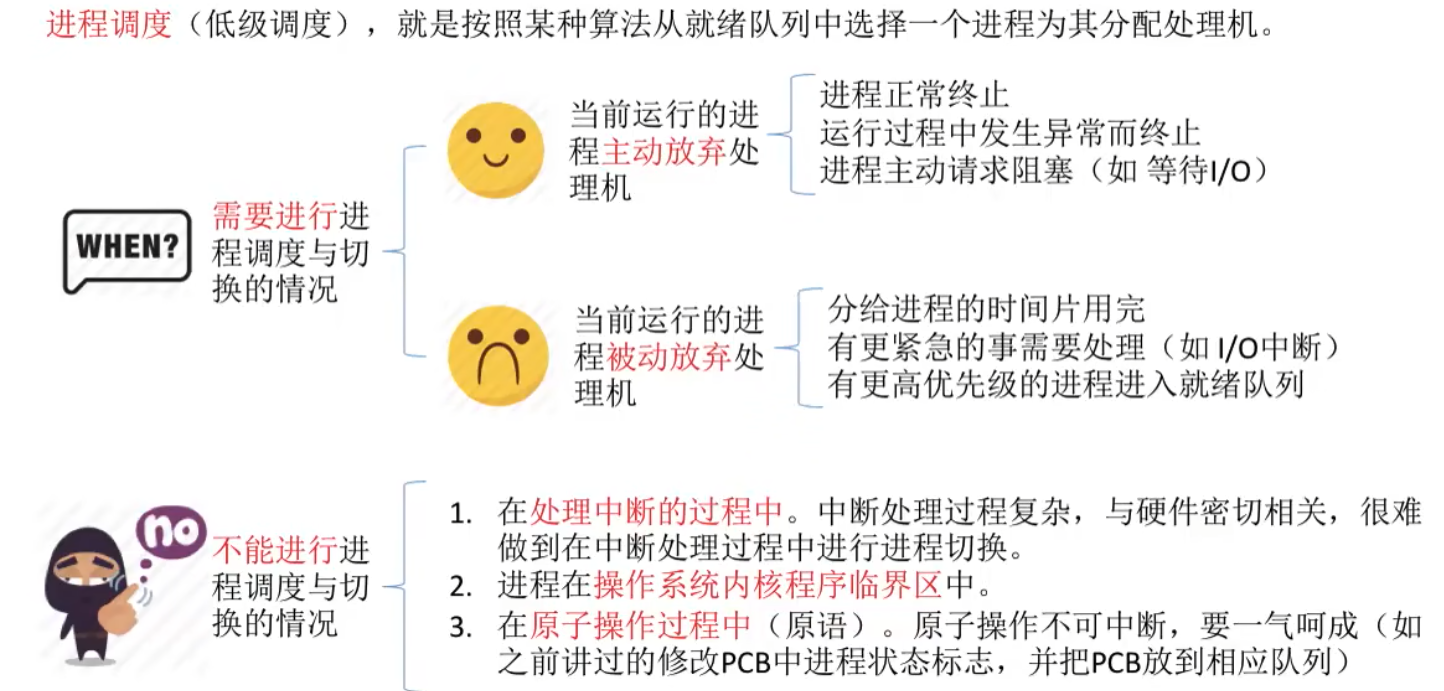 进程调度（低级调度），就是按照某种算法从就绪队列中选择一个进程为其分配处理机。
WHEN?
需要进行进
程调度与切
换的情况
当前运行的进
程主动放弃处
理机
进程正常终止
运行过程中发生异常而终止
进程主动请求阻塞（如 等待I/O）
当前运行的进
程被动放弃处
理机
分给进程的时间片用完
有更紧急的事需要处理（如 I/O中断）
有更高优先级的进程进入就绪队列
no
不能进行进
程调度与切
换的情况
1. 在处理中断的过程中。中断处理过程复杂，与硬件密切相关，很难
做到在中断处理过程中进行进程切换。
2. 进程在操作系统内核程序临界区中。
3. 在原子操作过程中（原语）。原子操作不可中断，要一气呵成（如
之前讲过的修改PCB中进程状态标志，并把PCB放到相应队列）